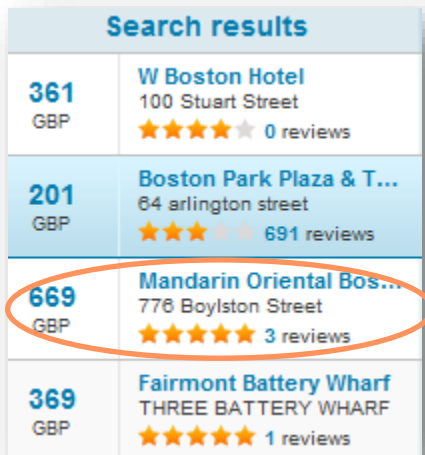 Search results
361
GBP
W Boston Hotel
100 Stuart Street
0 reviews
201
GBP
Boston Park Plaza & T...
64 arlington street
691 reviews
669
GBP
Mandarin Oriental Bos...
776 Boylston Street
3 reviews
369
GBP
Fairmont Battery Wharf
THREE BATTERY WHARF
1 reviews